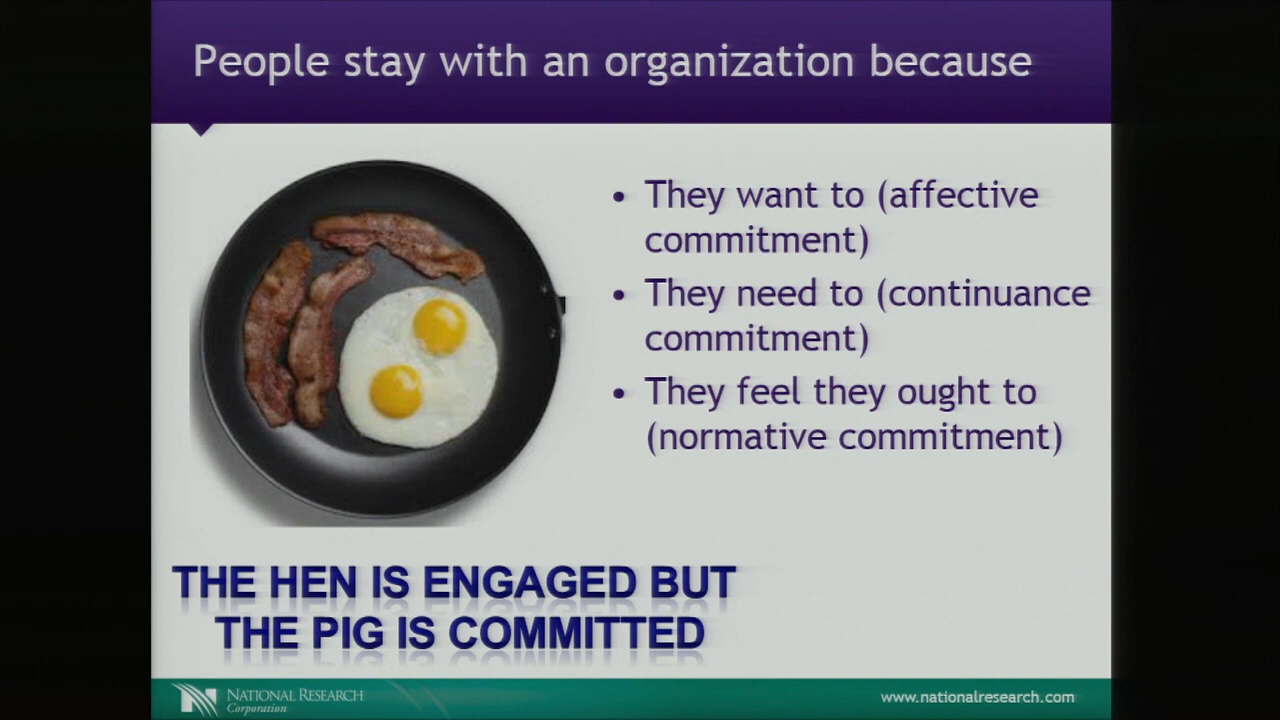 People stay with an organization because
• They want to (affective
commitment)
• They need to (continuance
commitment)
• They feel they ought to
(normative commitment)
THE HEN IS ENGAGED BUT
THE PIG IS COMMITTED
NATIONAL RESEARCH
Corporation
www.nationalresearch.com